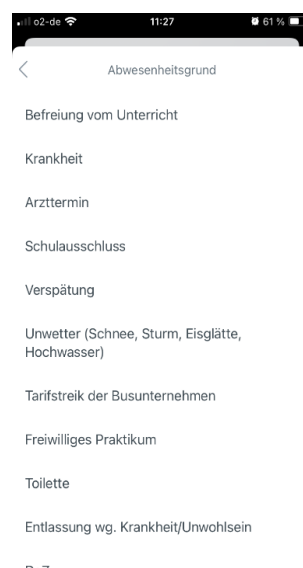 o2-de 11:27 61 %
Abwesenheitsgrund
Befreiung vom Unterricht
Krankheit
Arzttermin
Schulausschluss
Verspätung
Unwetter (Schnee, Sturm, Eisglätte,
Hochwasser)
Tarifstreik der Busunternehmen
Freiwilliges Praktikum
Toilette
Entlassung wg. Krankheit/Unwohlsein